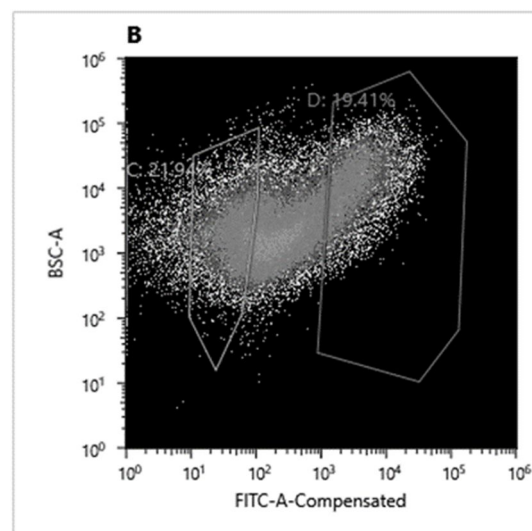 B
10⁶
D: 19.41%
10⁵
C: 21.94%
10⁴
BSC-A
10³
10²
10¹
10⁰
10⁰ 10¹ 10² 10³ 10⁴ 10⁵ 10⁶
FITC-A-Compensated